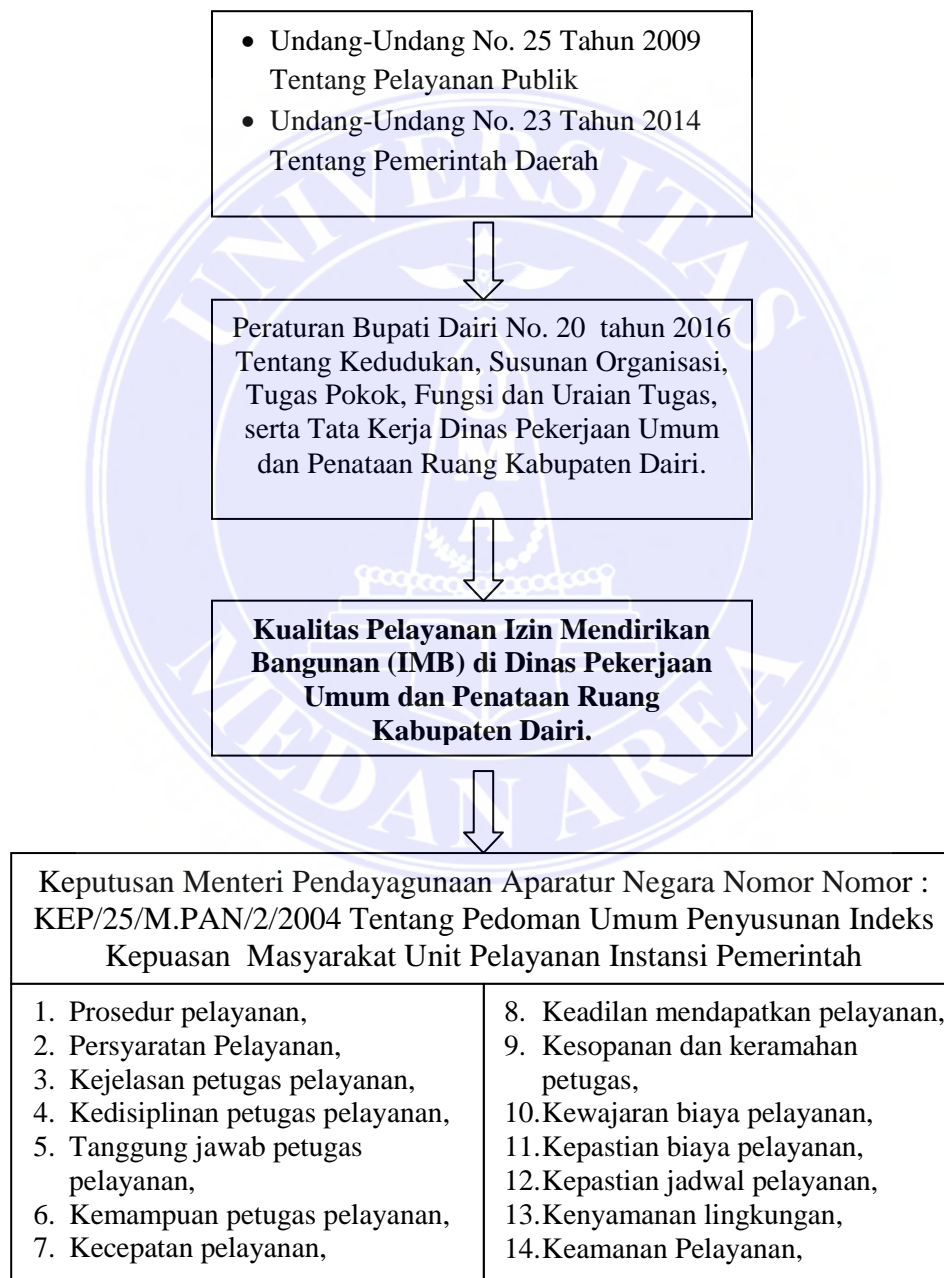 • Undang-Undang No. 25 Tahun 2009
Tentang Pelayanan Publik
• Undang-Undang No. 23 Tahun 2014
Tentang Pemerintah Daerah
Peraturan Bupati Dairi No. 20 tahun 2016
Tentang Kedudukan, Susunan Organisasi,
Tugas Pokok, Fungsi dan Uraian Tugas,
serta Tata Kerja Dinas Pekerjaan Umum
dan Penataan Ruang Kabupaten Dairi.
Kualitas Pelayanan Izin Mendirikan
Bangunan (IMB) di Dinas Pekerjaan
Umum dan Penataan Ruang
Kabupaten Dairi.
Keputusan Menteri Pendayagunaan Aparatur Negara Nomor Nomor :
KEP/25/M.PAN/2/2004 Tentang Pedoman Umum Penyusunan Indeks
Kepuasan Masyarakat Unit Pelayanan Instansi Pemerintah
1. Prosedur pelayanan,
2. Persyaratan Pelayanan,
3. Kejelasan petugas pelayanan,
4. Kedisiplinan petugas pelayanan,
5. Tanggung jawab petugas
pelayanan,
6. Kemampuan petugas pelayanan,
7. Kecepatan pelayanan,
8. Keadilan mendapatkan pelayanan,
9. Kesopanan dan keramahan
petugas,
10. Kewajaran biaya pelayanan,
11. Kepastian biaya pelayanan,
12. Kepastian jadwal pelayanan,
13. Kenyamanan lingkungan,
14. Keamanan Pelayanan,
UNIVERSITAS
UMA
MEDAN AREA